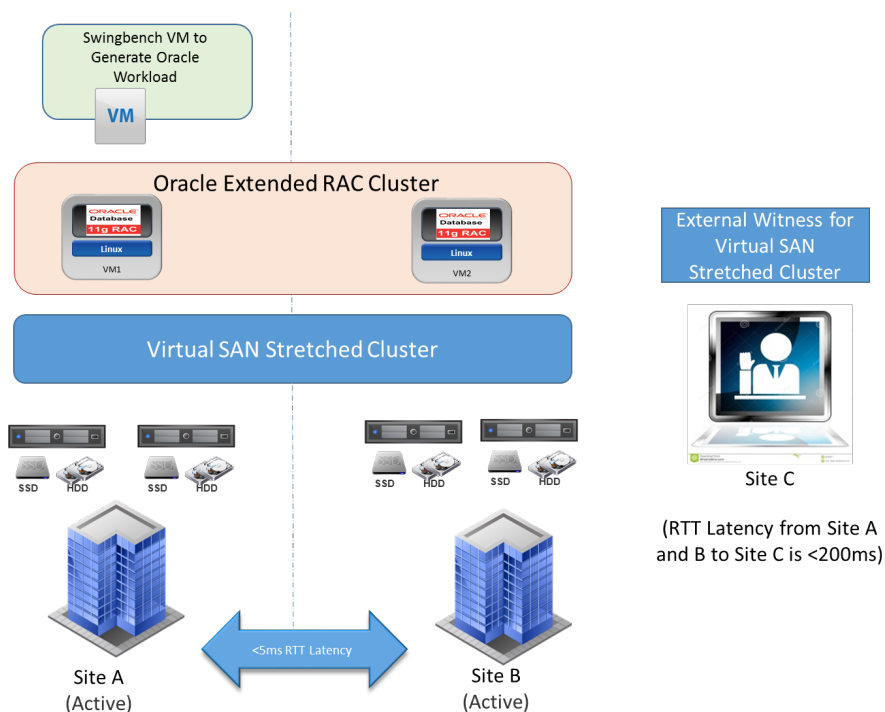 Swingbench VM to
Generate Oracle
Workload
VM
Oracle Extended RAC Cluster
ORACLE
Database
11g RAC
Linux
VM1
ORACLE
Database
11g RAC
Linux
VM2
External Witness for
Virtual SAN
Stretched Cluster
Virtual SAN Stretched Cluster
SSD
HDD
SSD
HDD
SSD
HDD
SSD
HDD
Site C
(RTT Latency from Site A
and B to Site C is <200ms)
<5ms RTT Latency
Site A
(Active)
Site B
(Active)